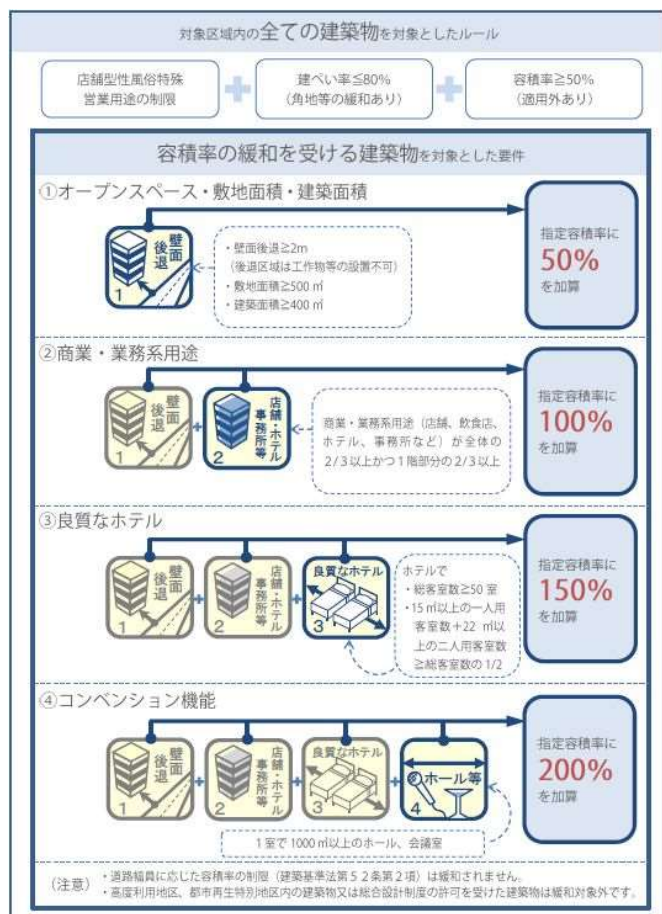 対象区域内の全ての建築物を対象としたルール
店舗型性風俗特殊
営業用途の制限
建ぺい率≦80%
（角地等の緩和あり）
容積率≧50%
（適用外あり）
容積率の緩和を受ける建築物を対象とした要件
①オープンスペース・敷地面積・建築面積
壁面
後退
1
・壁面後退≧2m
（後退区域は工作物等の設置不可）
・敷地面積≧500 ㎡
・建築面積≧400 ㎡
指定容積率に
50%
を加算
②商業・業務系用途
壁面
後退
1
店舗・ホテル
事務所等
2
商業・業務系用途（店舗、飲食店、
ホテル、事務所など）が全体の
2/3以上かつ1階部分の2/3以上
指定容積率に
100%
を加算
③良質なホテル
壁面
後退
1
店舗・ホテル
事務所等
2
良質なホテル
3
ホテルで
・総客室数≧50 室
・15 ㎡以上の一人用
客室数＋22 ㎡以
上の二人用客室数
≧総客室数の 1/2
指定容積率に
150%
を加算
④コンベンション機能
壁面
後退
1
店舗・ホテル
事務所等
2
良質なホテル
3
ホール等
4
1室で 1000 ㎡以上のホール、会議室
指定容積率に
200%
を加算
（注意）・道路幅員に応じた容積率の制限（建築基準法第５２条第２項）は緩和されません。
・高度利用地区、都市再生特別地区内の建築物又は総合設計制度の許可を受けた建築物は緩和対象外です。